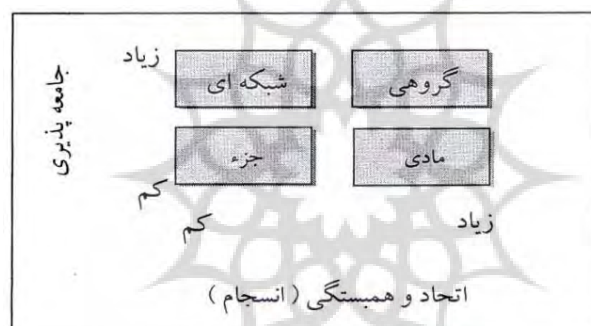 جامعه پذیری
زیاد
گروهی
شبکه ای
مادی
جزء
کم
کم
زیاد
اتحاد و همبستگی ( انسجام )